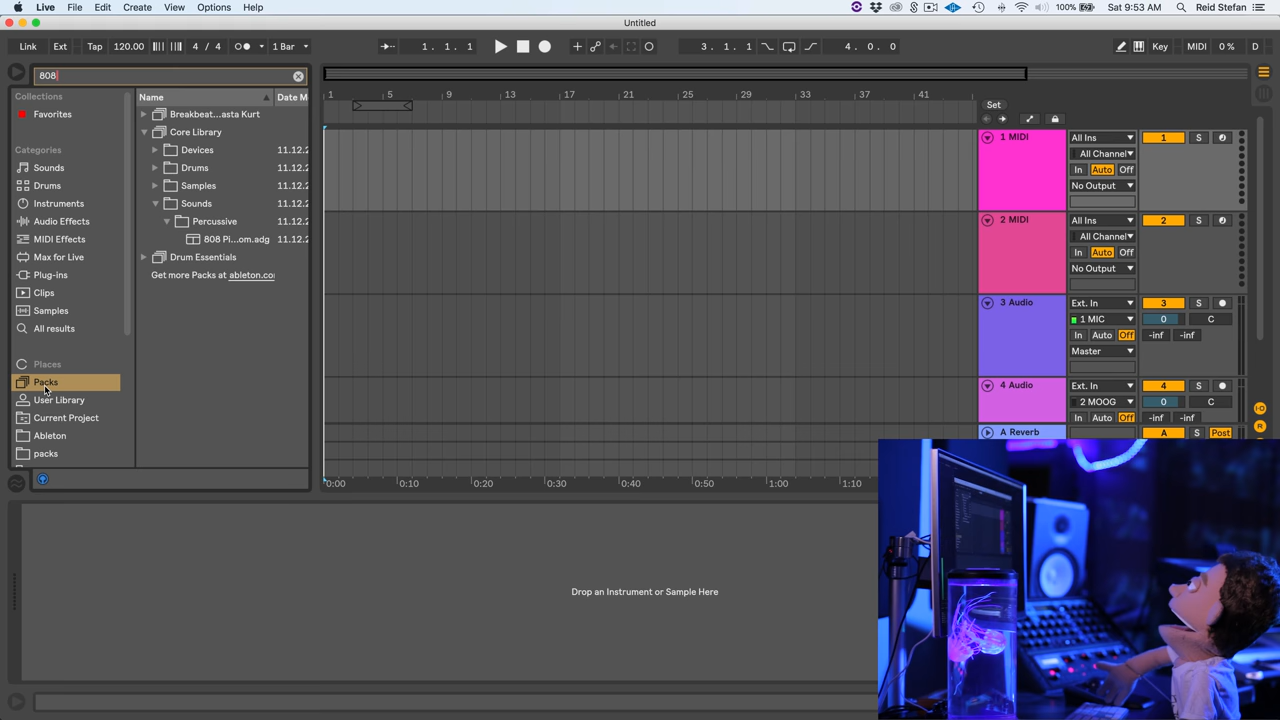 Live File Edit Create View Options Help 100% Sat 9:53 AM Reid Stefan
Untitled
Link Ext Tap 120.00 4 / 4 1 Bar 1. 1. 1 3. 1. 1 4. 0. 0 Key MIDI 0 % D
808
Collections
Favorites
Categories
Sounds
Drums
Instruments
Audio Effects
MIDI Effects
Max for Live
Plug-ins
Clips
Samples
All results
Places
Packs
User Library
Current Project
Ableton
packs
Name Date M
Breakbeat...asta Kurt
Core Library
Devices 11.12.2
Drums 11.12.2
Samples 11.12.2
Sounds 11.12.2
Percussive 11.12.2
808 Pi...om.adg 11.12.2
Drum Essentials
Get more Packs at ableton.co
1 5 9 13 17 21 25 29 33 37 41
Set
1 MIDI All Ins 1 S
All Channel
In Auto Off
No Output
2 MIDI All Ins 2 S
All Channel
In Auto Off
No Output
3 Audio Ext. In 3 S
1 MIC 0 C
In Auto Off -inf -inf
Master
4 Audio Ext. In 4 S
2 MOOG 0 C
In Auto Off -inf -inf
A Reverb A S Post
I·O
R
0:00 0:10 0:20 0:30 0:40 0:50 1:00 1:10
Drop an Instrument or Sample Here